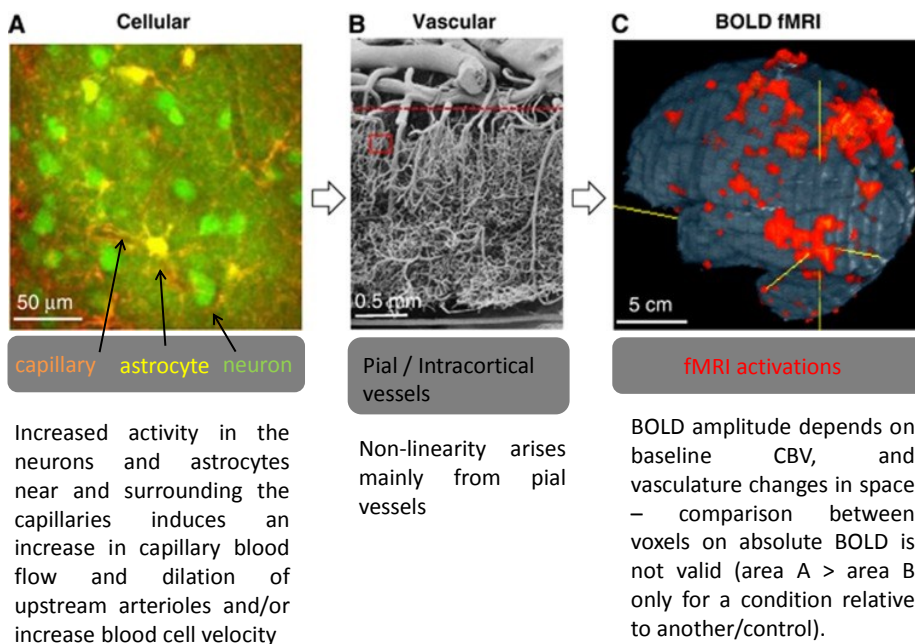 A Cellular
B Vascular
C BOLD fMRI
50 μm
0.5 mm
5 cm
capillary astrocyte neuron
Pial / Intracortical
vessels
fMRI activations
Increased activity in the
neurons and astrocytes
near and surrounding the
capillaries induces an
increase in capillary blood
flow and dilation of
upstream arterioles and/or
increase blood cell velocity
Non-linearity arises
mainly from pial
vessels
BOLD amplitude depends on
baseline CBV, and
vasculature changes in space
– comparison between
voxels on absolute BOLD is
not valid (area A > area B
only for a condition relative
to another/control).